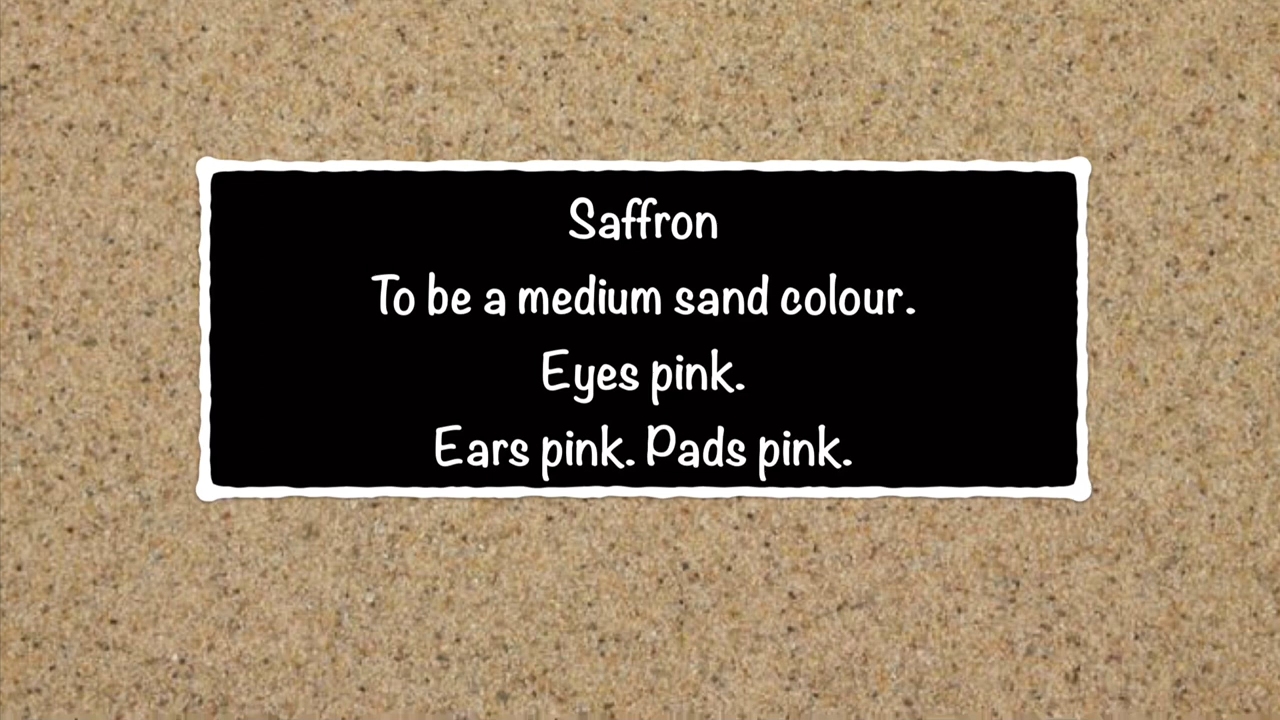 Saffron
To be a medium sand colour.
Eyes pink.
Ears pink. Pads pink.